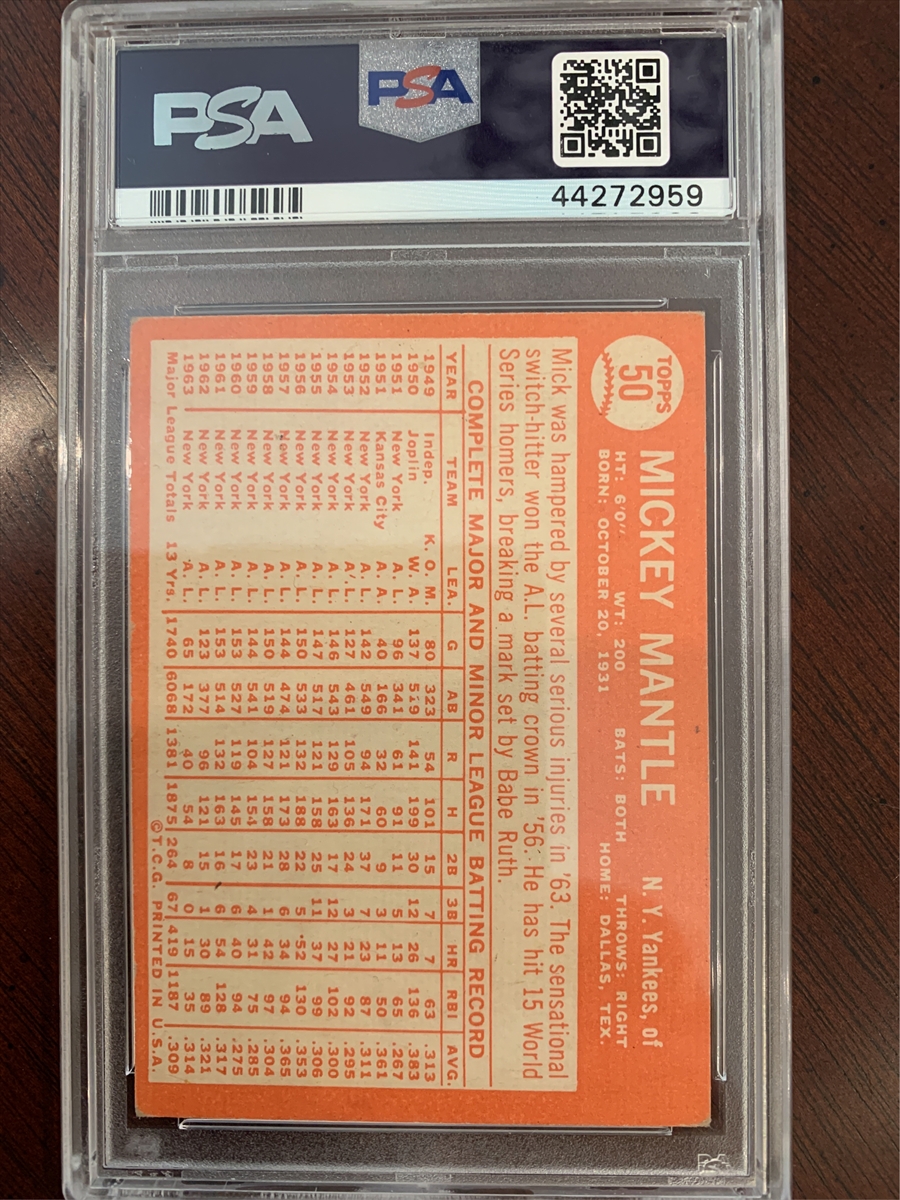 PSA
PSA
44272959
TOPPS
50
MICKEY MANTLE
N. Y. Yankees, of
HT: 6'0" WT: 200 BATS: BOTH THROWS: RIGHT
BORN: OCTOBER 20, 1931 HOME: DALLAS, TEX.
Mick was hampered by several serious injuries in '63. The sensational
switch-hitter won the A.L. batting crown in '56: He has hit 15 World
Series homers, breaking a mark set by Babe Ruth.
COMPLETE MAJOR AND MINOR LEAGUE BATTING RECORD
YEAR TEAM LEA. G AB R H 2B 3B HR RBI AVG.
1949 Indep. K. O. M. 80 323 54 101 15 7 7 63 .313
1950 Joplin W. A. 137 519 141 199 30 12 26 136 .383
1951 New York A. L. 96 341 61 91 11 5 13 65 .267
1951 Kansas City A. A. 40 166 32 60 9 3 11 50 .361
1952 New York A. L. 142 549 94 171 37 7 23 87 .311
1953 New York A. L. 127 461 105 136 24 3 21 92 .295
1954 New York A. L. 146 543 129 163 17 12 27 102 .300
1955 New York A. L. 147 517 121 158 25 11 37 99 .306
1956 New York A. L. 150 533 132 188 22 5 52 130 .353
1957 New York A. L. 144 474 121 173 28 6 34 94 .365
1958 New York A. L. 150 519 127 158 21 1 42 97 .304
1959 New York A. L. 144 541 104 154 23 4 31 75 .285
1960 New York A. L. 153 527 119 145 17 6 40 94 .275
1961 New York A. L. 153 514 132 163 16 6 54 128 .317
1962 New York A. L. 123 377 96 121 15 1 30 89 .321
1963 New York A. L. 65 172 40 54 8 0 15 35 .314
Major League Totals 13 Yrs. 1740 6068 1381 1875 264 67 419 1187 .309
©T.C.G. PRINTED IN U.S.A.